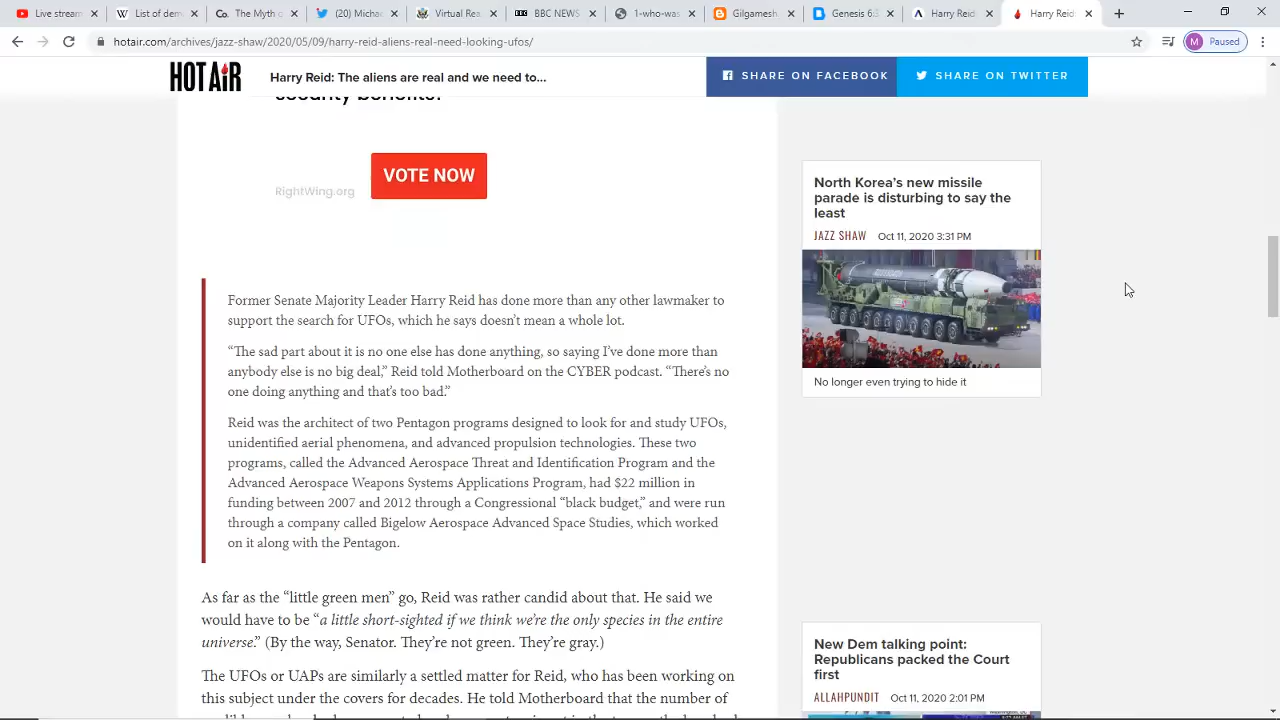 Live stream
List of dem
The Myth o
(20) Michae
Virtual Rea
BBC NEWS
1-who-was
Gilgamesh
Genesis 6:
Harry Reid:
Harry Reid:
hotair.com/archives/jazz-shaw/2020/05/09/harry-reid-aliens-real-need-looking-ufos/
M Paused
HOT AIR
Harry Reid: The aliens are real and we need to...
SHARE ON FACEBOOK
SHARE ON TWITTER
security benefits?
VOTE NOW
RightWing.org
Former Senate Majority Leader Harry Reid has done more than any other lawmaker to
support the search for UFOs, which he says doesn’t mean a whole lot.
“The sad part about it is no one else has done anything, so saying I’ve done more than
anybody else is no big deal,” Reid told Motherboard on the CYBER podcast. “There’s no
one doing anything and that’s too bad.”
Reid was the architect of two Pentagon programs designed to look for and study UFOs,
unidentified aerial phenomena, and advanced propulsion technologies. These two
programs, called the Advanced Aerospace Threat and Identification Program and the
Advanced Aerospace Weapons Systems Applications Program, had $22 million in
funding between 2007 and 2012 through a Congressional “black budget,” and were run
through a company called Bigelow Aerospace Advanced Space Studies, which worked
on it along with the Pentagon.
As far as the “little green men” go, Reid was rather candid about that. He said we
would have to be “a little short-sighted if we think we’re the only species in the entire
universe.” (By the way, Senator. They’re not green. They’re gray.)
The UFOs or UAPs are similarly a settled matter for Reid, who has been working on
this subject under the covers for decades. He told Motherboard that the number of
North Korea’s new missile
parade is disturbing to say the
least
JAZZ SHAW Oct 11, 2020 3:31 PM
No longer even trying to hide it
New Dem talking point:
Republicans packed the Court
first
ALLAHPUNDIT Oct 11, 2020 2:01 PM